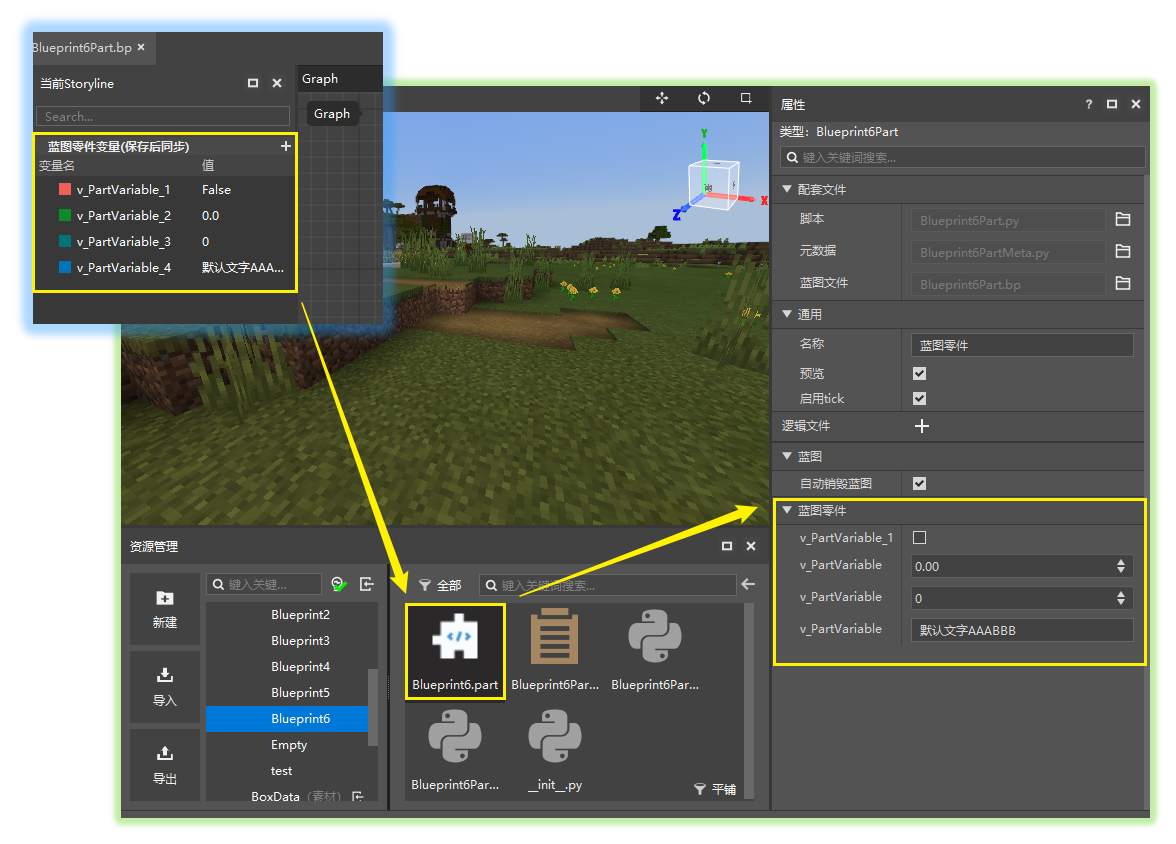 Blueprint6Part.bp ×
当前Storyline
Search...
蓝图零件变量(保存后同步) +
变量名 值
v_PartVariable_1 False
v_PartVariable_2 0.0
v_PartVariable_3 0
v_PartVariable_4 默认文字AAA...
Graph
Graph
Y
X
Z
属性
?
类型: Blueprint6Part
键入关键词搜索...
配套文件
脚本 Blueprint6Part.py
元数据 Blueprint6PartMeta.py
蓝图文件 Blueprint6Part.bp
通用
名称 蓝图零件
预览
启用tick
逻辑文件 +
蓝图
自动销毁蓝图
蓝图零件
v_PartVariable_1
v_PartVariable 0.00
v_PartVariable 0
v_PartVariable 默认文字AAABBB
资源管理
新建
导入
导出
键入关键...
Blueprint2
Blueprint3
Blueprint4
Blueprint5
Blueprint6
Empty
test
BoxData (素材)
全部
键入关键词搜索...
Blueprint6.part
Blueprint6Par...
Blueprint6Par...
Blueprint6Par...
__init__.py
平铺